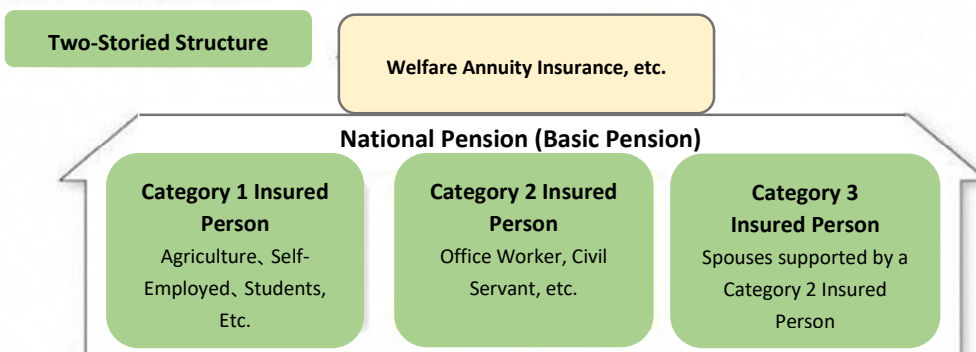 Two-Storied Structure
Welfare Annuity Insurance, etc.
National Pension (Basic Pension)
Category 1 Insured
Person
Agriculture、Self-
Employed、Students,
Etc.
Category 2 Insured
Person
Office Worker, Civil
Servant, etc.
Category 3
Insured Person
Spouses supported by a
Category 2 Insured
Person